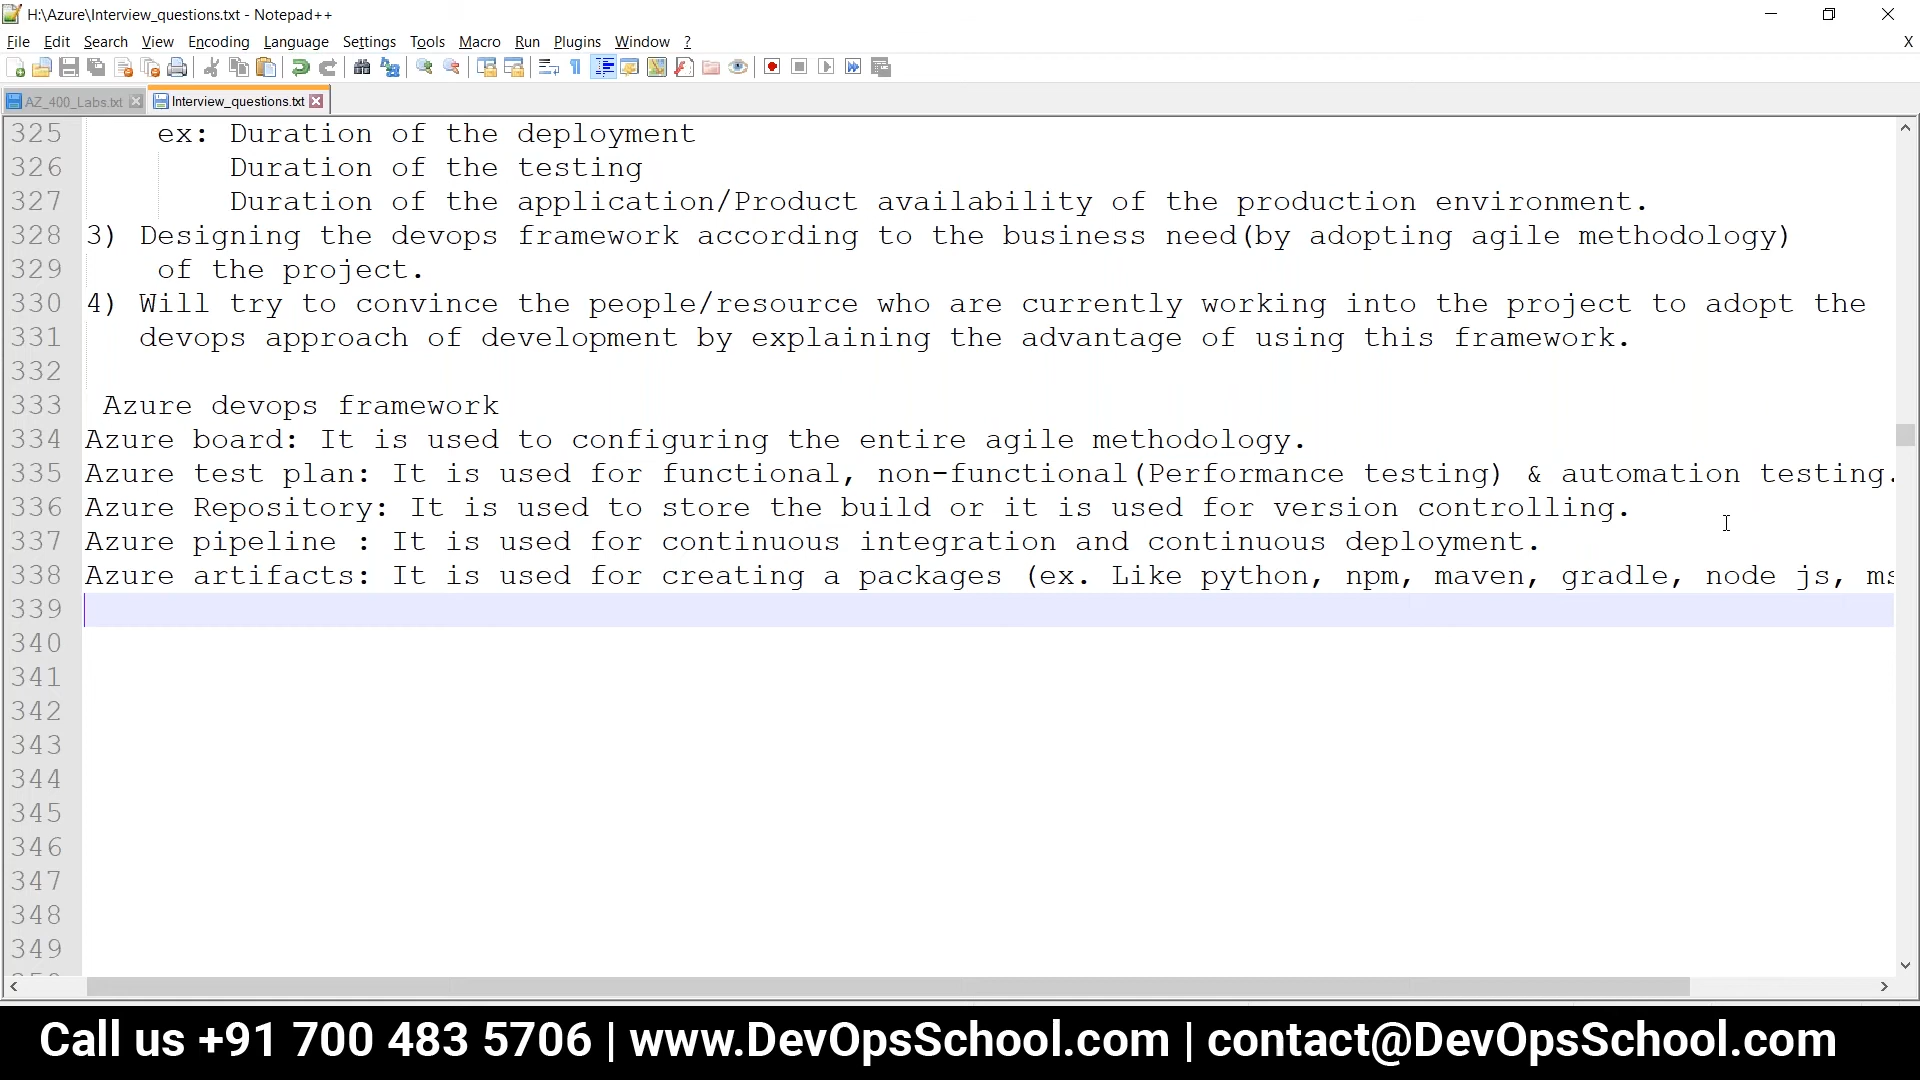 H:\Azure\Interview_questions.txt - Notepad++
File Edit Search View Encoding Language Settings Tools Macro Run Plugins Window ? X
AZ_400_Labs.txt Interview_questions.txt
325 ex: Duration of the deployment
326 Duration of the testing
327 Duration of the application/Product availability of the production environment.
328 3) Designing the devops framework according to the business need(by adopting agile methodology)
329 of the project.
330 4) Will try to convince the people/resource who are currently working into the project to adopt the
331 devops approach of development by explaining the advantage of using this framework.
332
333 Azure devops framework
334 Azure board: It is used to configuring the entire agile methodology.
335 Azure test plan: It is used for functional, non-functional(Performance testing) & automation testing.
336 Azure Repository: It is used to store the build or it is used for version controlling.
337 Azure pipeline : It is used for continuous integration and continuous deployment.
338 Azure artifacts: It is used for creating a packages (ex. Like python, npm, maven, gradle, node js, ms
339
340
341
342
343
344
345
346
347
348
349
Call us +91 700 483 5706 | www.DevOpsSchool.com | contact@DevOpsSchool.com